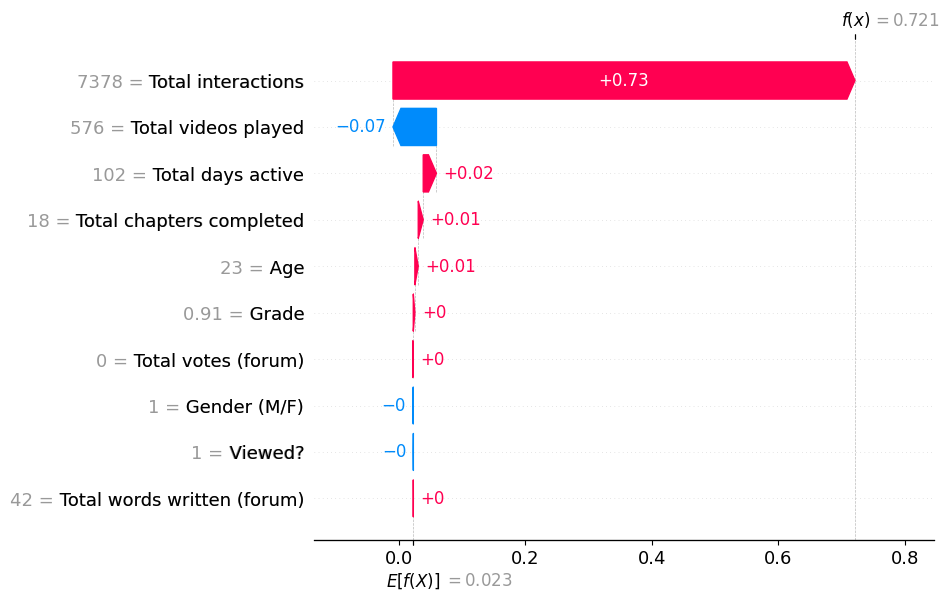 f(x) = 0.721
7378 = Total interactions
+0.73
576 = Total videos played
−0.07
102 = Total days active
+0.02
18 = Total chapters completed
+0.01
23 = Age
+0.01
0.91 = Grade
+0
0 = Total votes (forum)
+0
1 = Gender (M/F)
−0
1 = Viewed?
−0
42 = Total words written (forum)
+0
0.0 0.2 0.4 0.6 0.8
E[f(X)] = 0.023